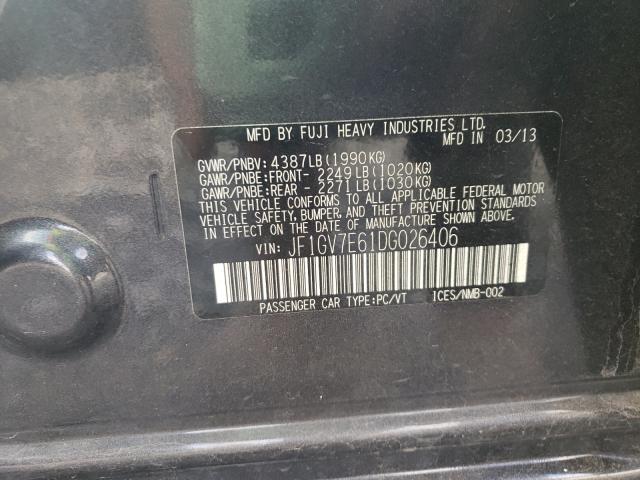 MFD BY FUJI HEAVY INDUSTRIES LTD.
MFD IN 03/13
GVWR/PNBV: 4387LB(1990KG)
GAWR/PNBE:FRONT- 2249LB(1020KG)
GAWR/PNBE:REAR - 2271LB(1030KG)
THIS VEHICLE CONFORMS TO ALL APPLICABLE FEDERAL MOTOR
VEHICLE SAFETY, BUMPER, AND THEFT PREVENTION STANDARDS
IN EFFECT ON THE DATE OF MANUFACTURE SHOWN ABOVE.
VIN: JF1GV7E61DG026406
PASSENGER CAR TYPE:PC/VT ICES/NMB-002